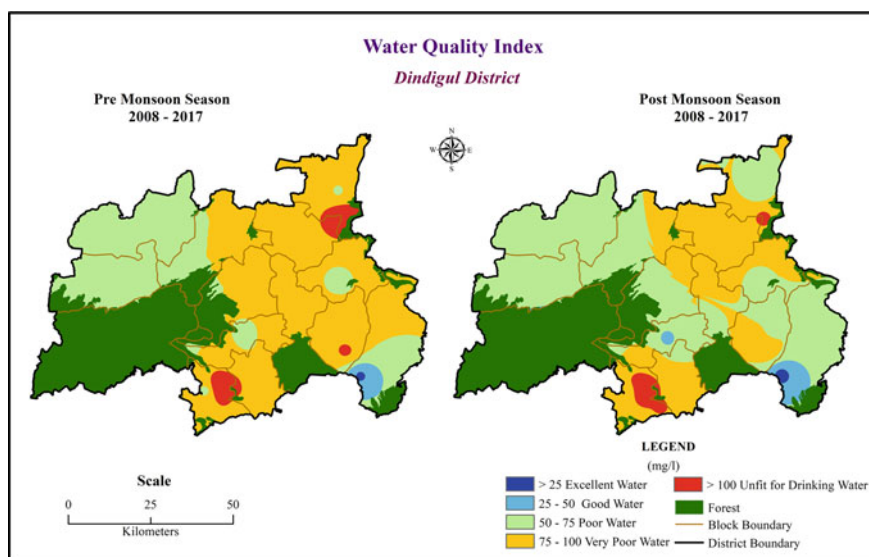 Water Quality Index
Dindigul District
Pre Monsoon Season
2008 - 2017
Post Monsoon Season
2008 - 2017
N
W E
S
Scale
0 25 50
Kilometers
LEGEND
(mg/l)
> 25 Excellent Water
25 - 50 Good Water
50 - 75 Poor Water
75 - 100 Very Poor Water
> 100 Unfit for Drinking Water
Forest
Block Boundary
District Boundary